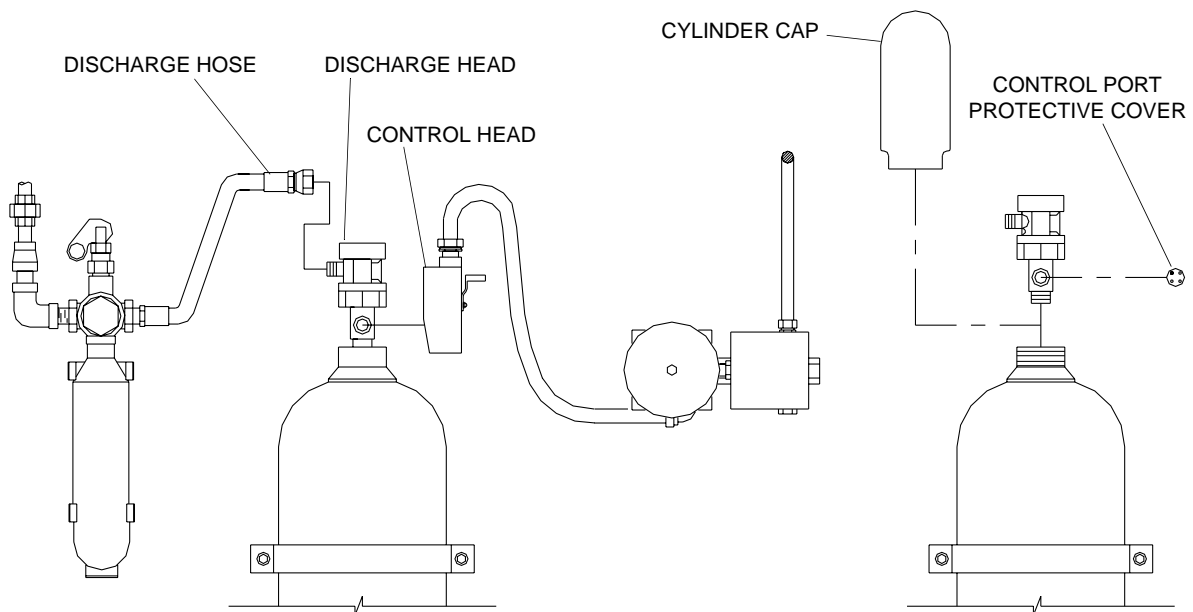 CYLINDER CAP
DISCHARGE HOSE
DISCHARGE HEAD
CONTROL HEAD
CONTROL PORT
PROTECTIVE COVER